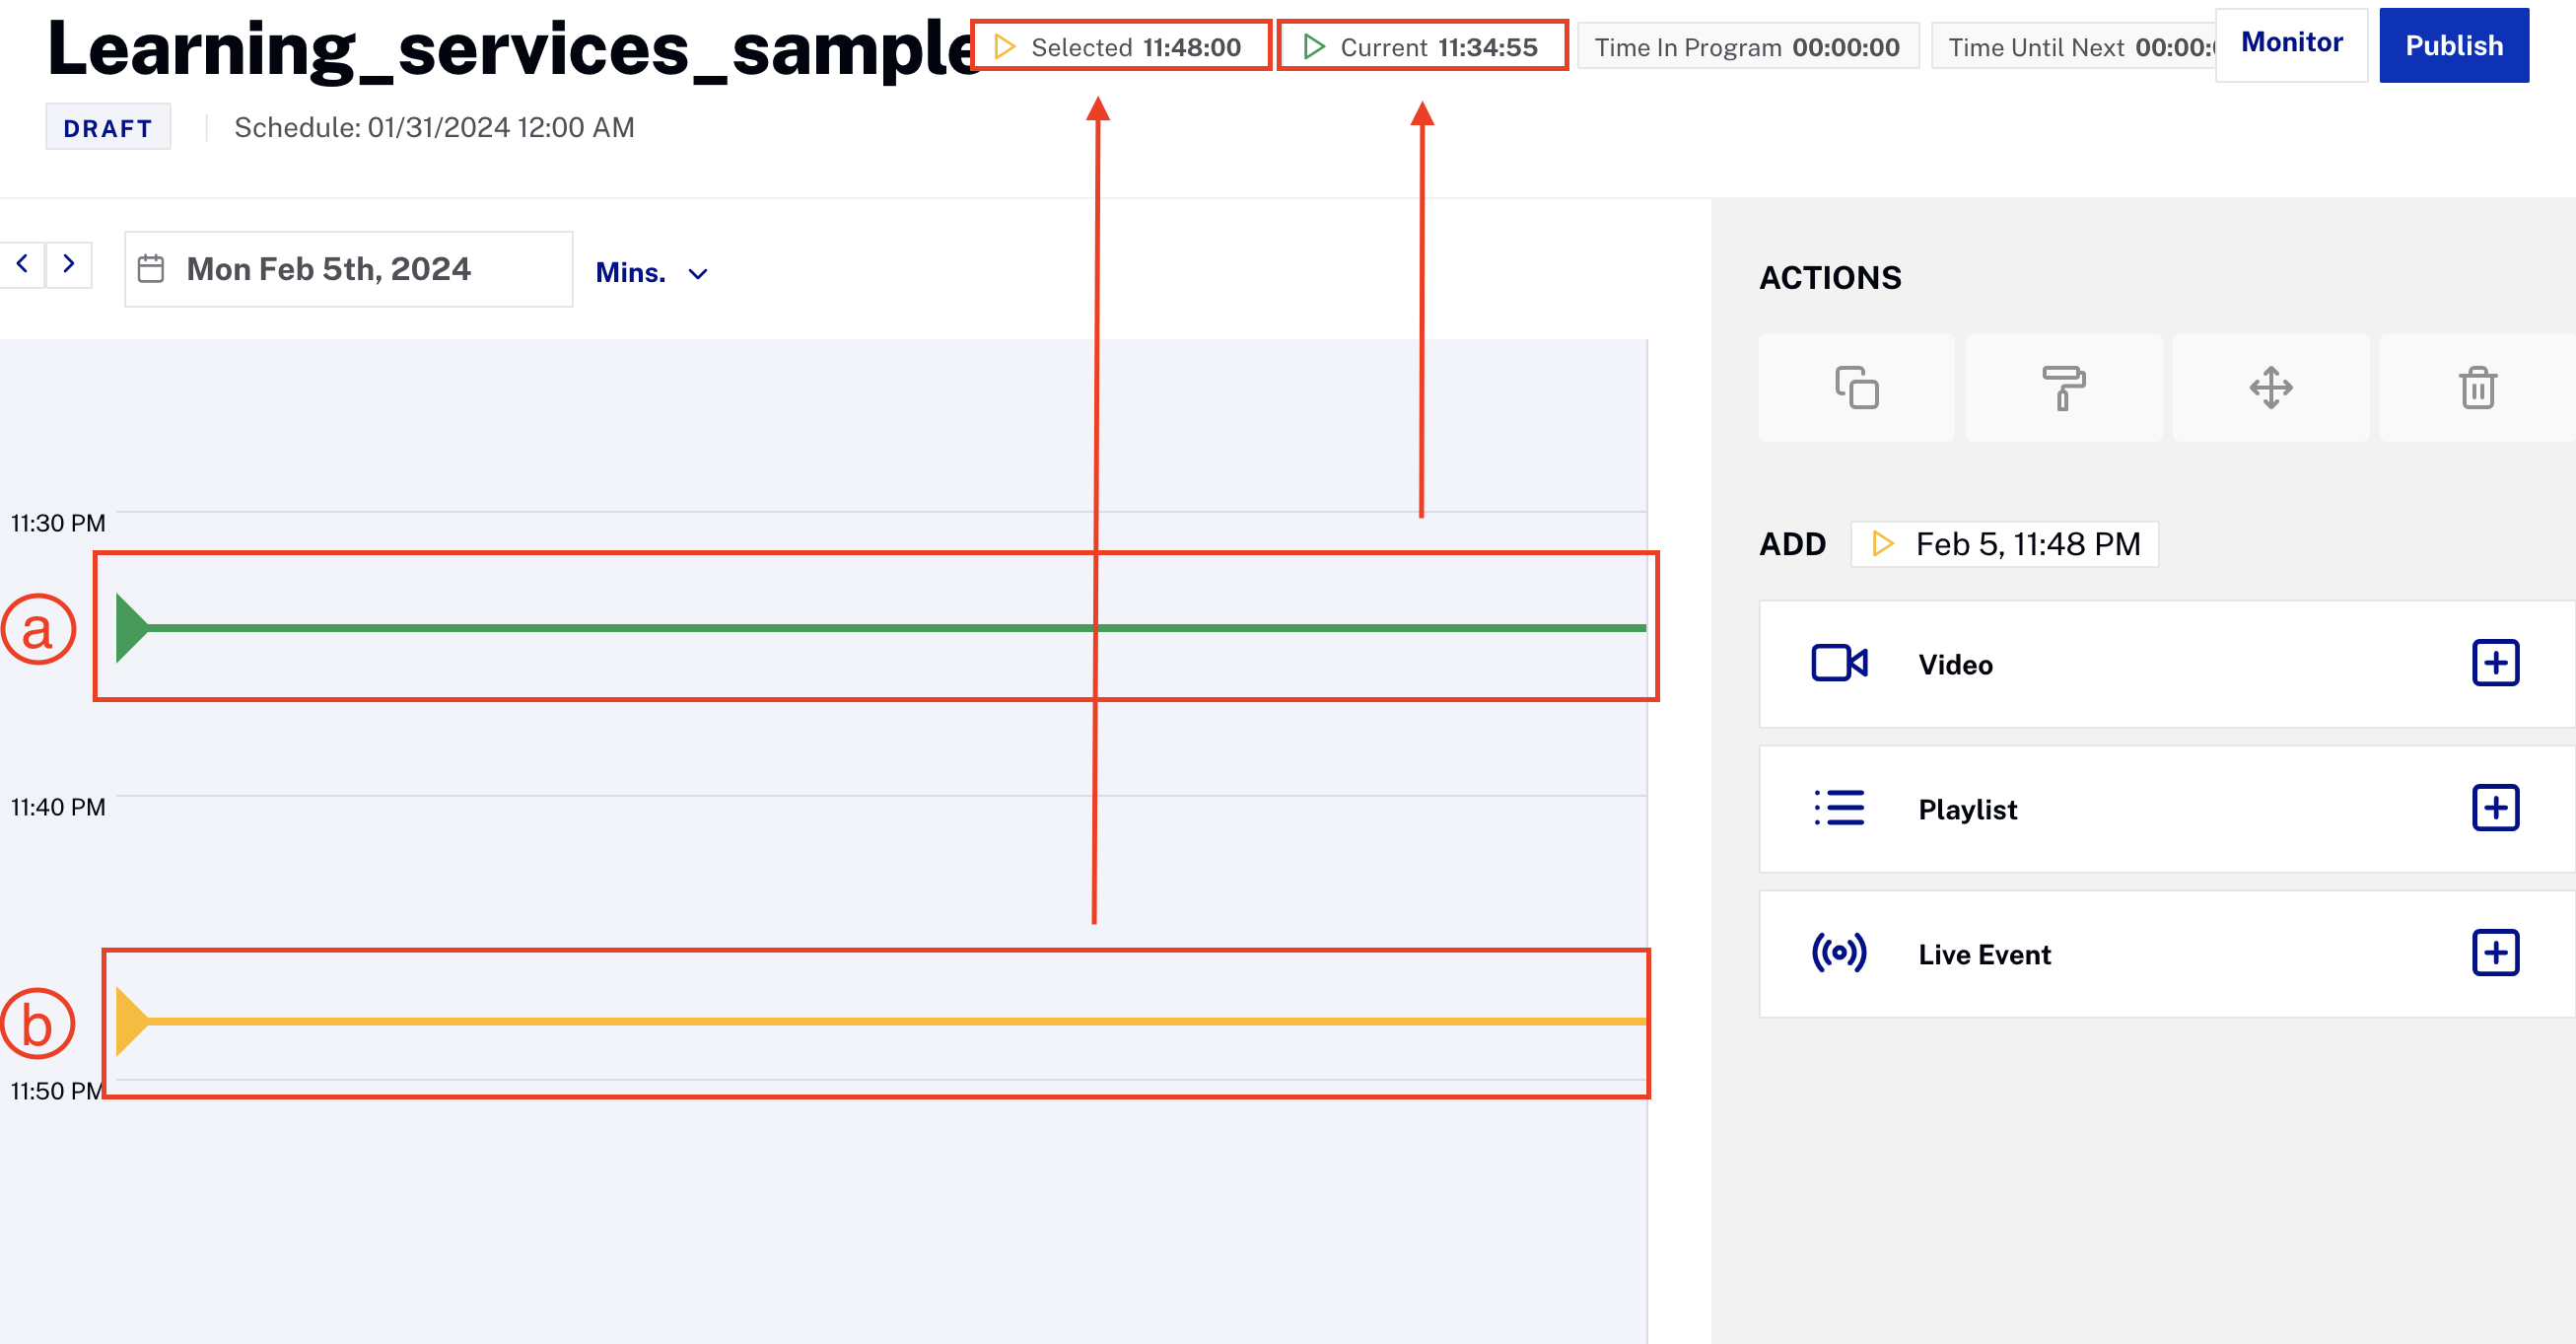 Learning_services_sample
Selected 11:48:00
Current 11:34:55
Time In Program 00:00:00
Time Until Next 00:00:
Monitor
Publish
DRAFT
Schedule: 01/31/2024 12:00 AM
Mon Feb 5th, 2024
Mins.
11:30 PM
a
11:40 PM
b
11:50 PM
ACTIONS
ADD
Feb 5, 11:48 PM
Video
Playlist
Live Event